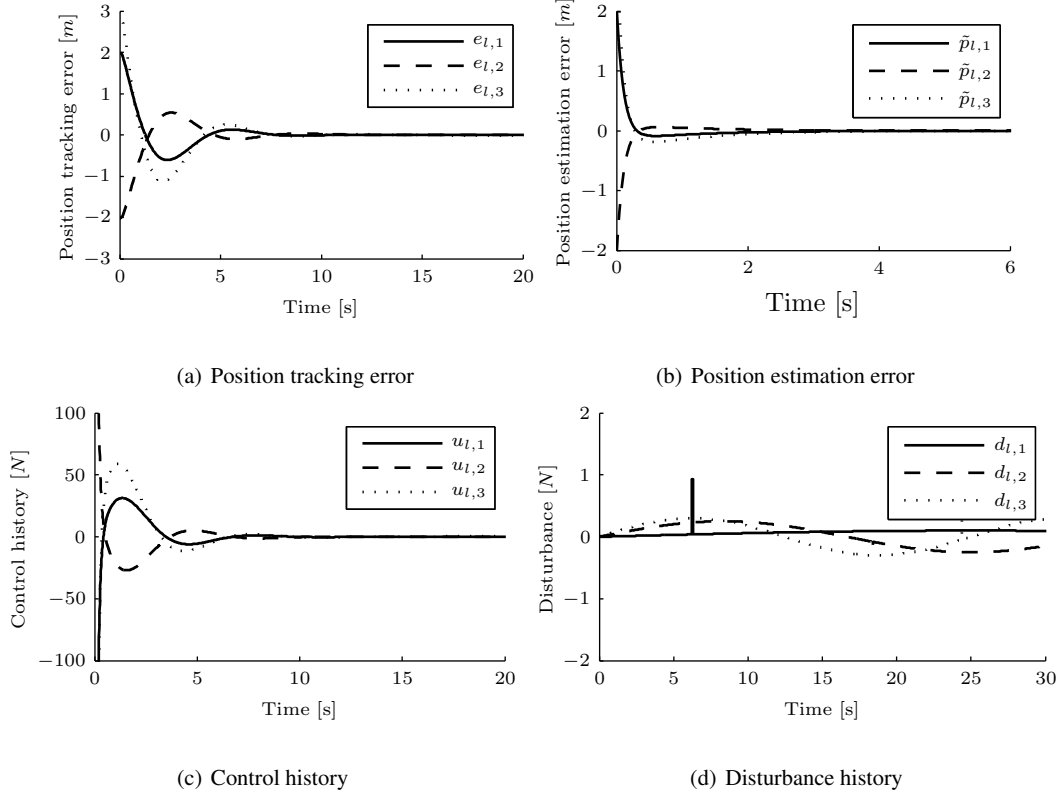 Position tracking error [m]
3
2
1
0
−1
−2
−3
0 5 10 15 20
Time [s]
e_{l,1}
e_{l,2}
e_{l,3}
(a) Position tracking error
Position estimation error [m]
2
1
0
−1
−2
0 2 4 6
Time [s]
p̃_{l,1}
p̃_{l,2}
p̃_{l,3}
(b) Position estimation error
Control history [N]
100
50
0
−50
−100
0 5 10 15 20
Time [s]
u_{l,1}
u_{l,2}
u_{l,3}
(c) Control history
Disturbance [N]
2
1
0
−1
−2
0 5 10 15 20 25 30
Time [s]
d_{l,1}
d_{l,2}
d_{l,3}
(d) Disturbance history